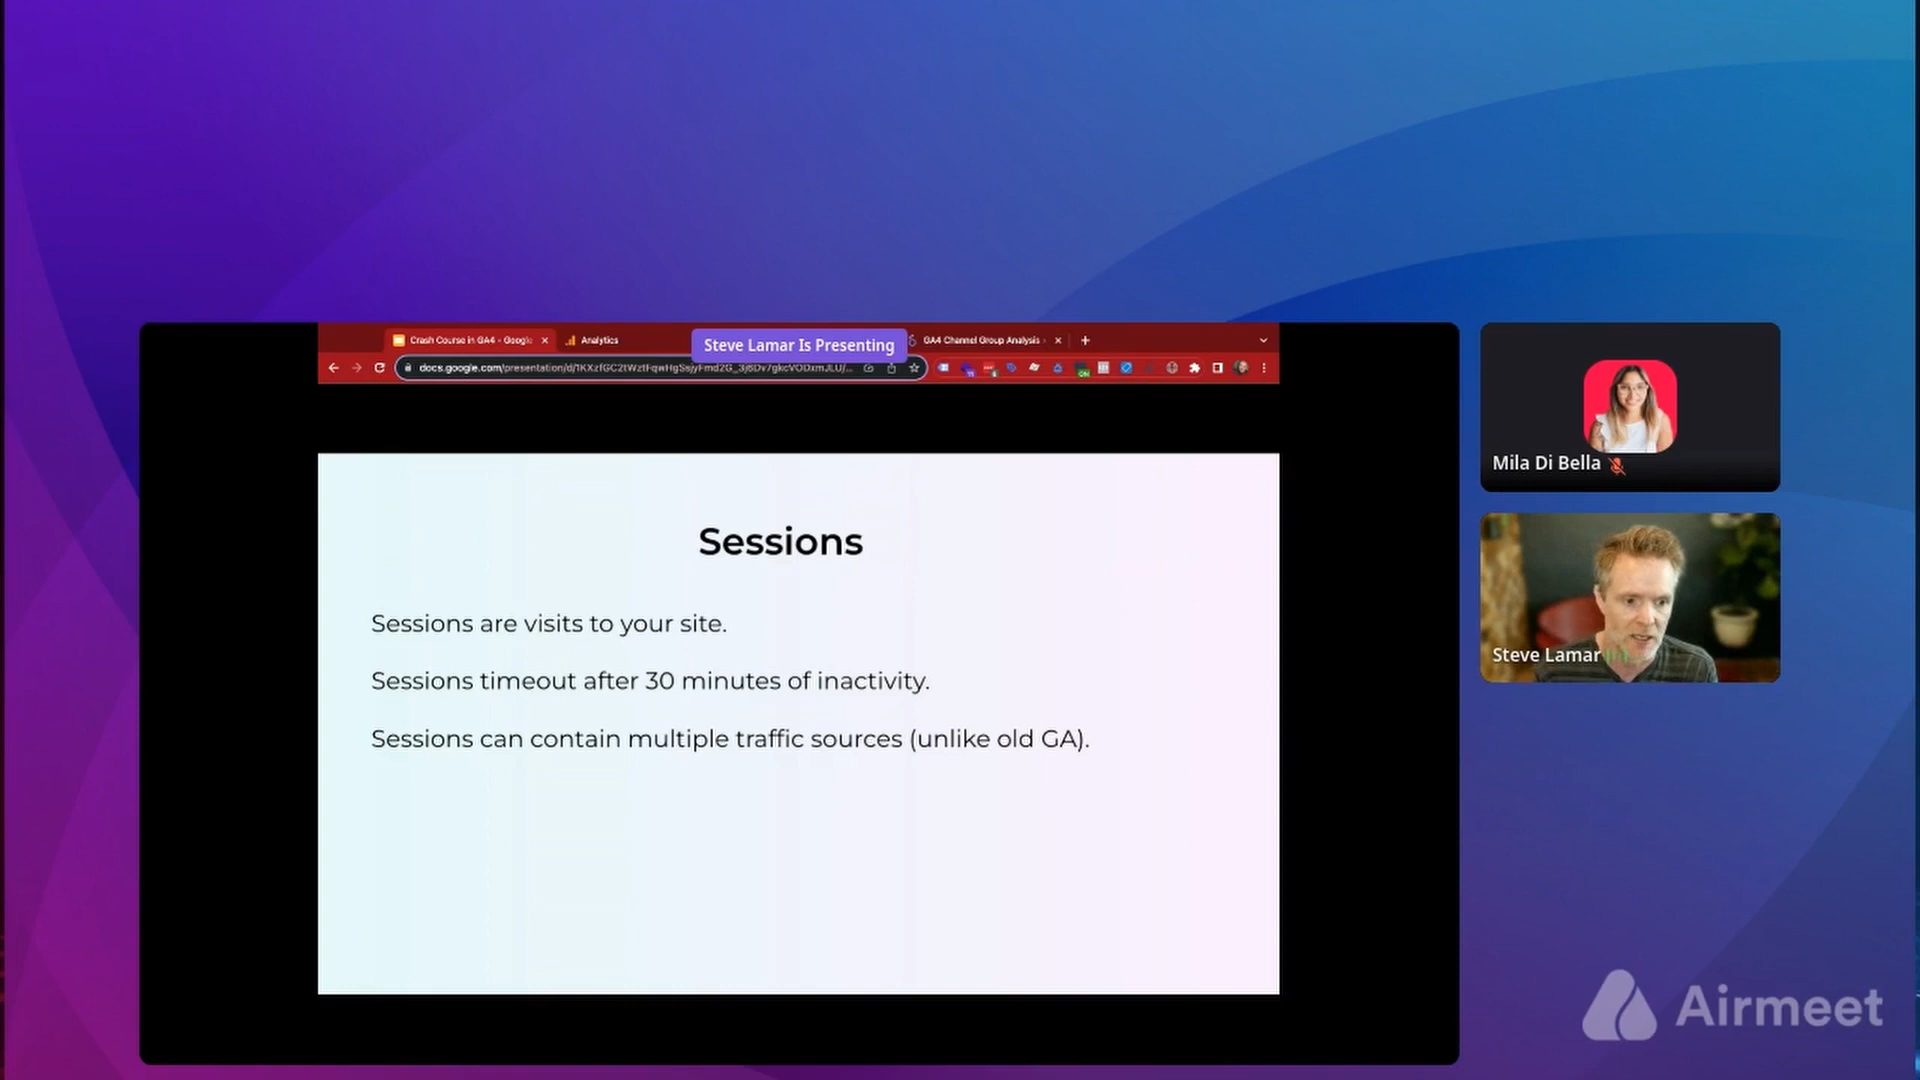 Crash Course in GA4 - Google
Analytics
Steve Lamar Is Presenting
GA4 Channel Group Analysis
docs.google.com/presentation/d/
Sessions
Sessions are visits to your site.
Sessions timeout after 30 minutes of inactivity.
Sessions can contain multiple traffic sources (unlike old GA).
Mila Di Bella
Steve Lamar
Airmeet